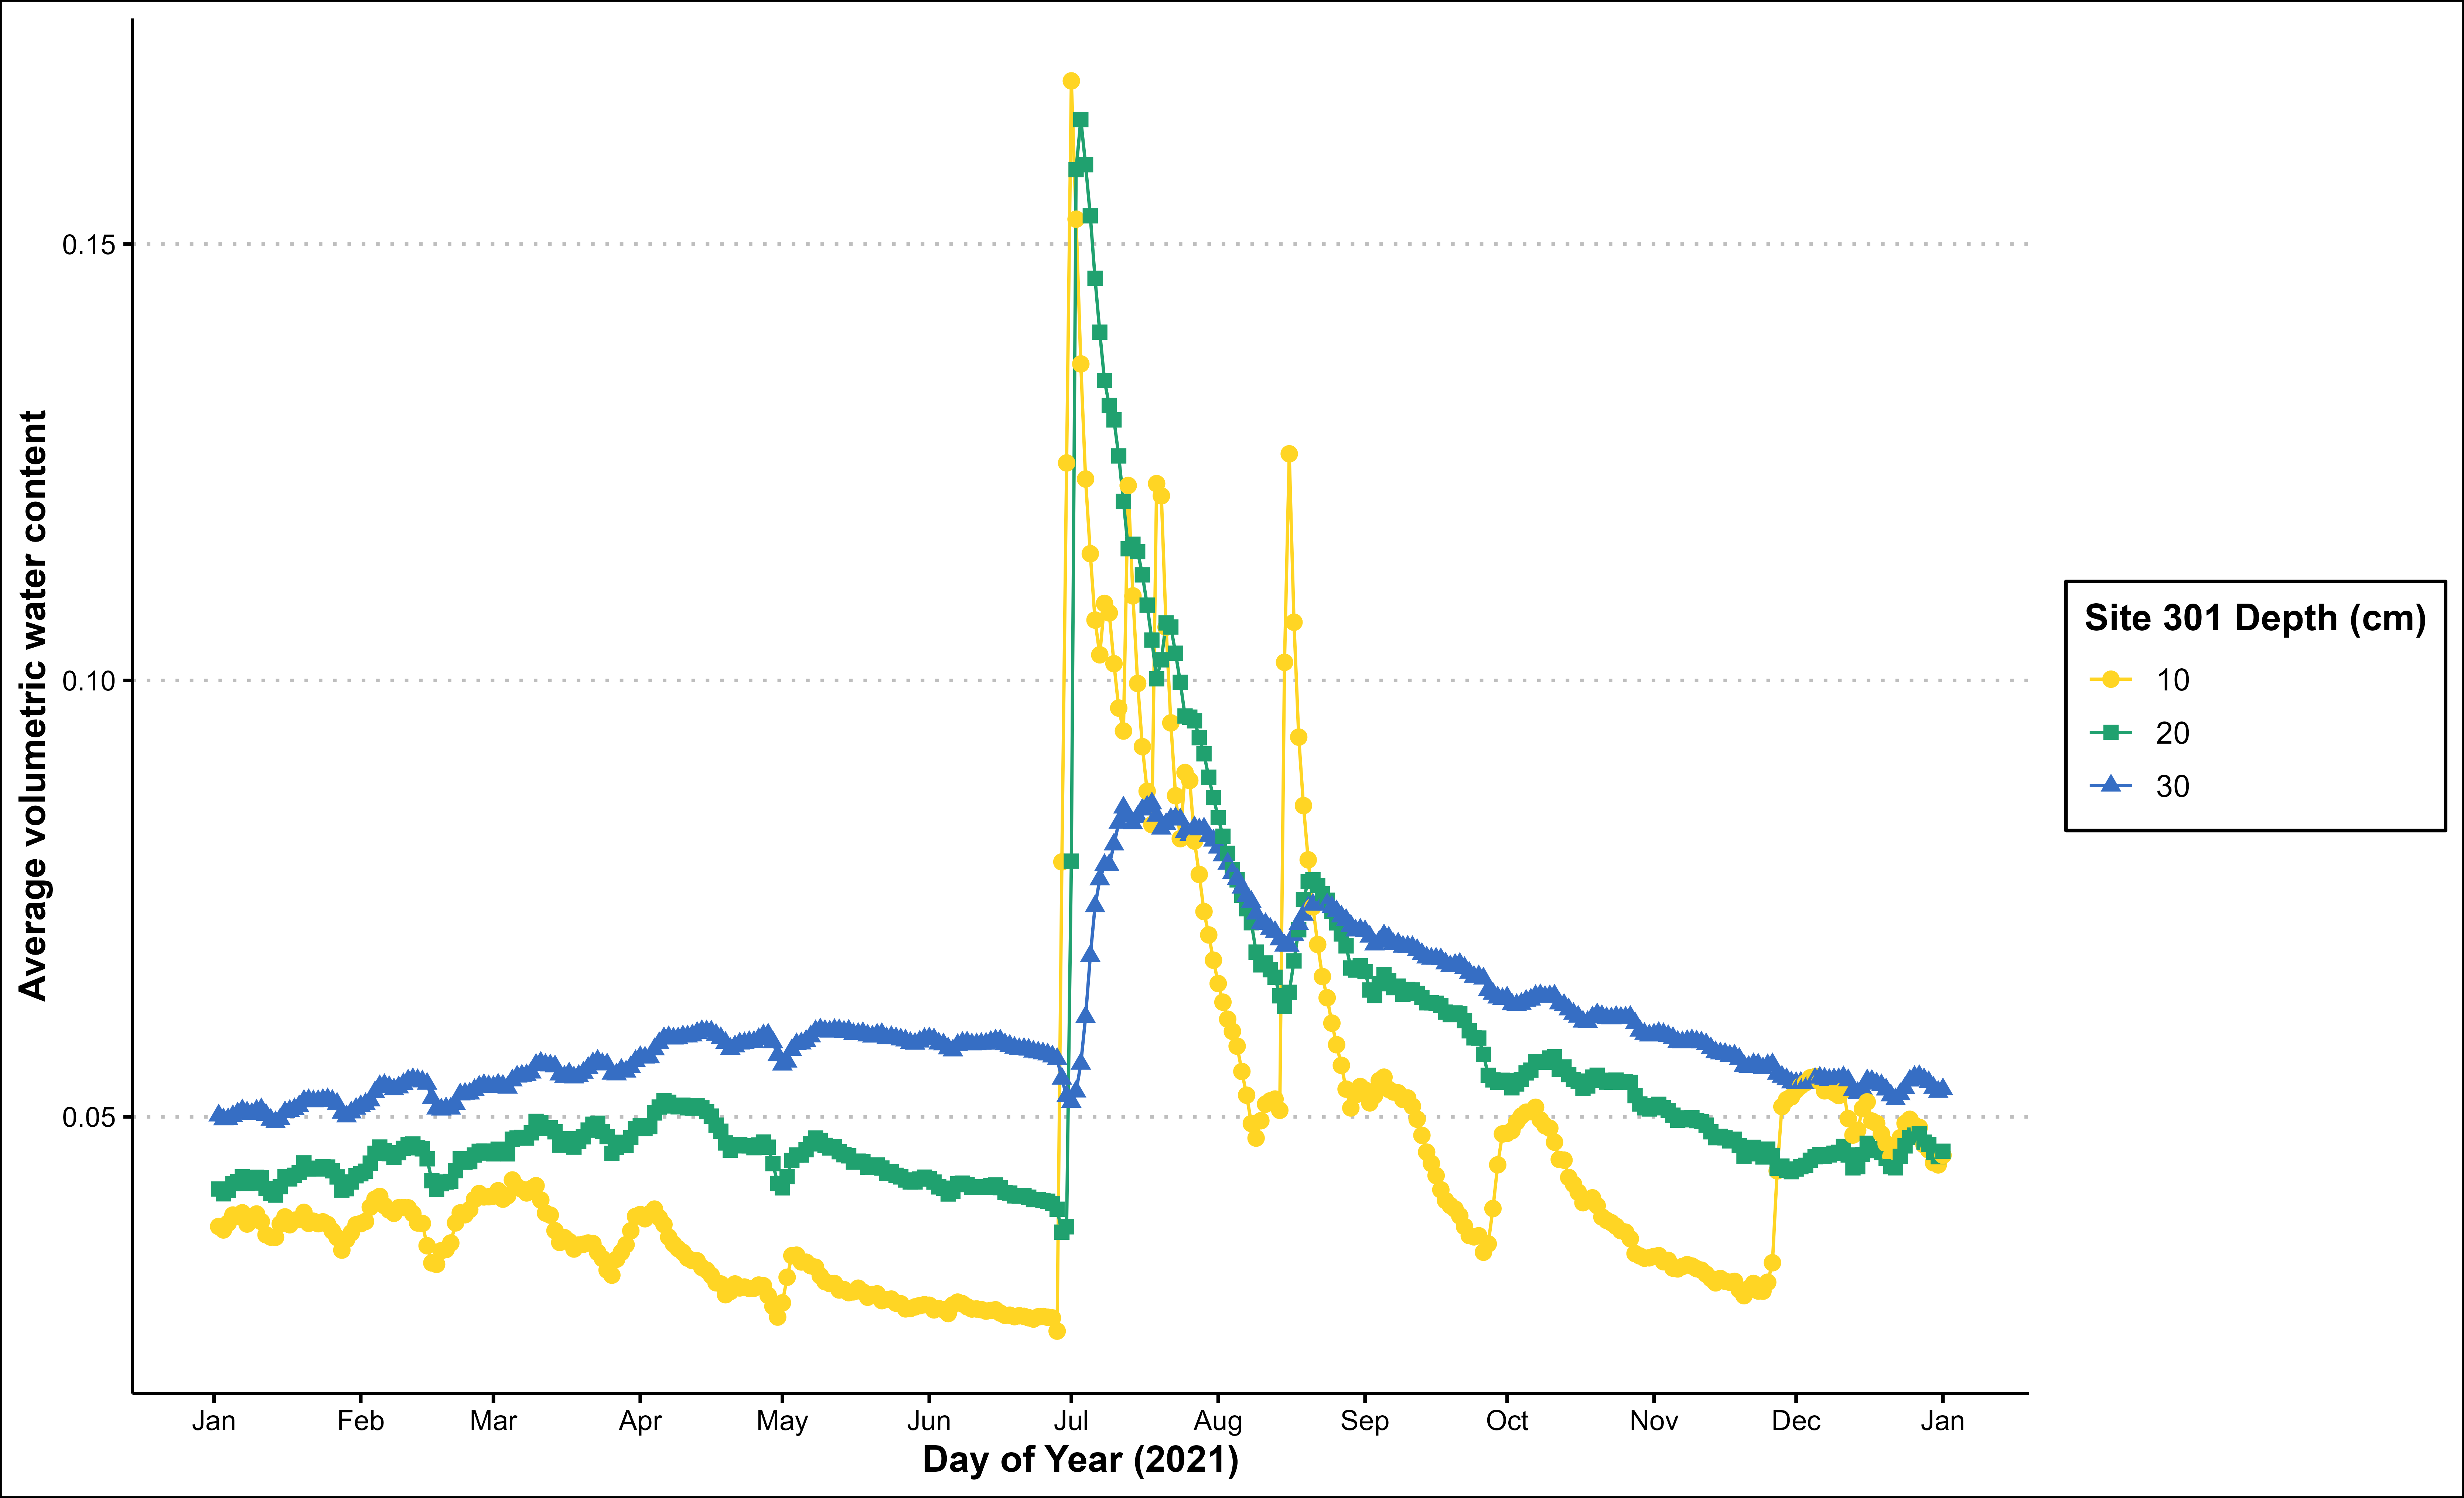 Average volumetric water content
0.15
0.10
0.05
Jan Feb Mar Apr May Jun Jul Aug Sep Oct Nov Dec Jan
Day of Year (2021)
Site 301 Depth (cm)
10
20
30